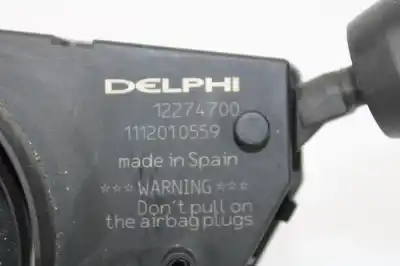 DELPHI
12274700
1112010559
made in Spain
*** WARNING ***
Don't pull on
the airbag plugs